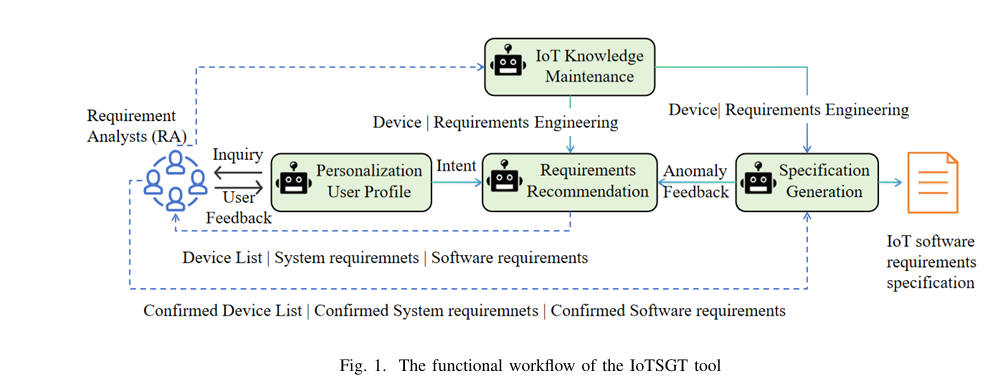 IoT Knowledge
Maintenance
Requirement
Analysts (RA)
Device | Requirements Engineering
Device| Requirements Engineering
Inquiry
User
Feedback
Personalization
User Profile
Intent
Requirements
Recommendation
Anomaly
Feedback
Specification
Generation
IoT software
requirements
specification
Device List | System requiremnets | Software requirements
Confirmed Device List | Confirmed System requiremnets | Confirmed Software requirements
Fig. 1. The functional workflow of the IoTSGT tool